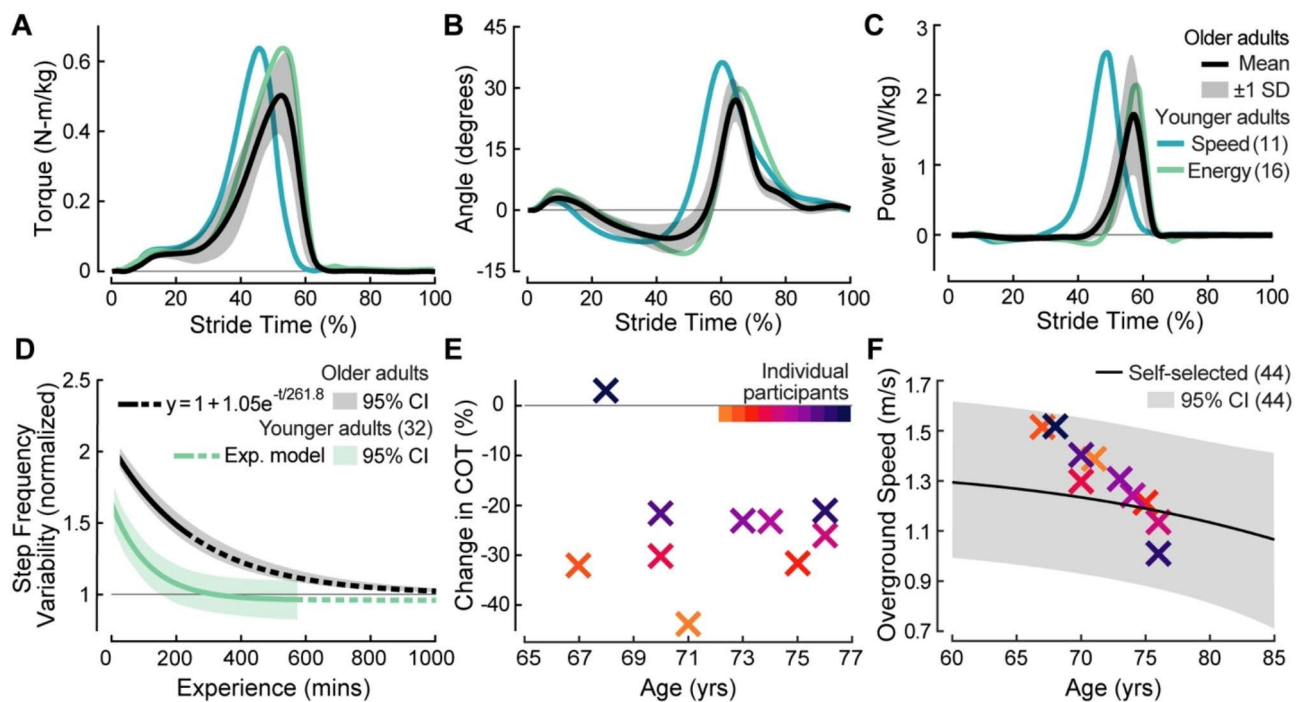 A
Torque (N-m/kg)
0.6
0.4
0.2
0
0 20 40 60 80 100
Stride Time (%)
B
Angle (degrees)
45
30
15
0
-15
0 20 40 60 80 100
Stride Time (%)
C
Power (W/kg)
3
2
1
0
0 20 40 60 80 100
Stride Time (%)
Older adults
Mean
±1 SD
Younger adults
Speed (11)
Energy (16)
D
Step Frequency
Variability (normalized)
2.5
2
1.5
1
0 200 400 600 800 1000
Experience (mins)
Older adults
y = 1 + 1.05e^-t/261.8
95% CI
Younger adults (32)
Exp. model
95% CI
E
Change in COT (%)
0
-10
-20
-30
-40
65 67 69 71 73 75 77
Age (yrs)
Individual
participants
F
Overground Speed (m/s)
1.7
1.5
1.3
1.1
0.9
0.7
60 65 70 75 80 85
Age (yrs)
Self-selected (44)
95% CI (44)